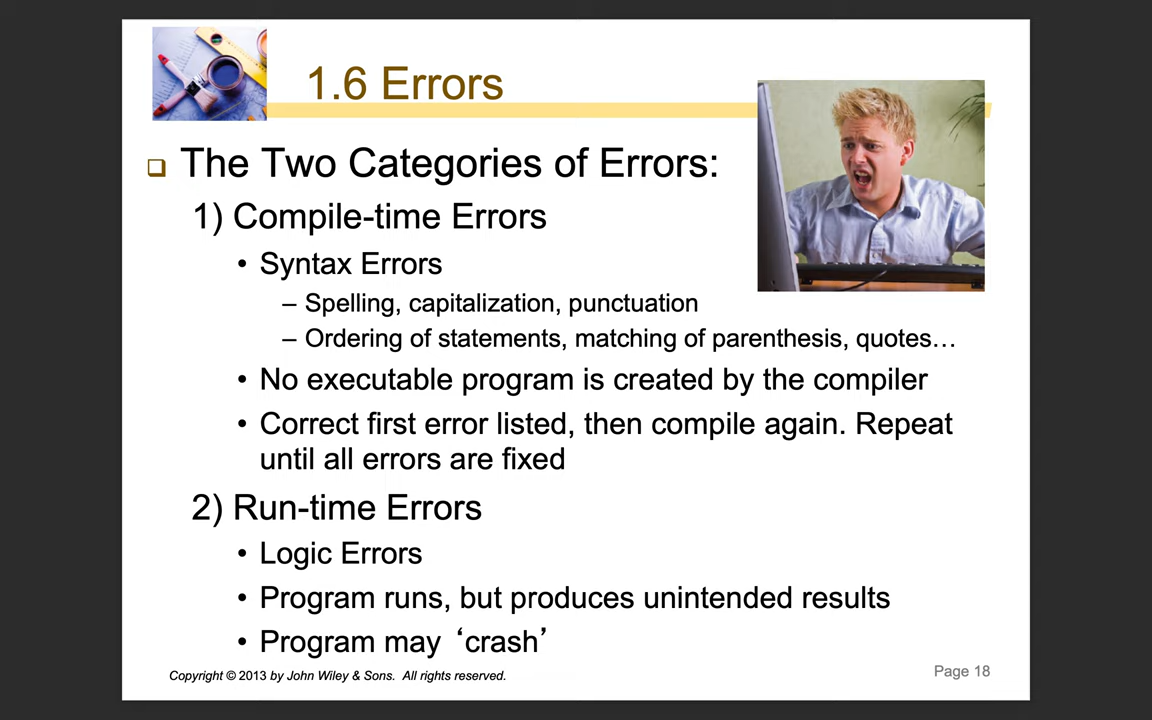 1.6 Errors
❑ The Two Categories of Errors:
1) Compile-time Errors
• Syntax Errors
– Spelling, capitalization, punctuation
– Ordering of statements, matching of parenthesis, quotes…
• No executable program is created by the compiler
• Correct first error listed, then compile again. Repeat
until all errors are fixed
2) Run-time Errors
• Logic Errors
• Program runs, but produces unintended results
• Program may ‘crash’
Copyright © 2013 by John Wiley & Sons. All rights reserved.
Page 18